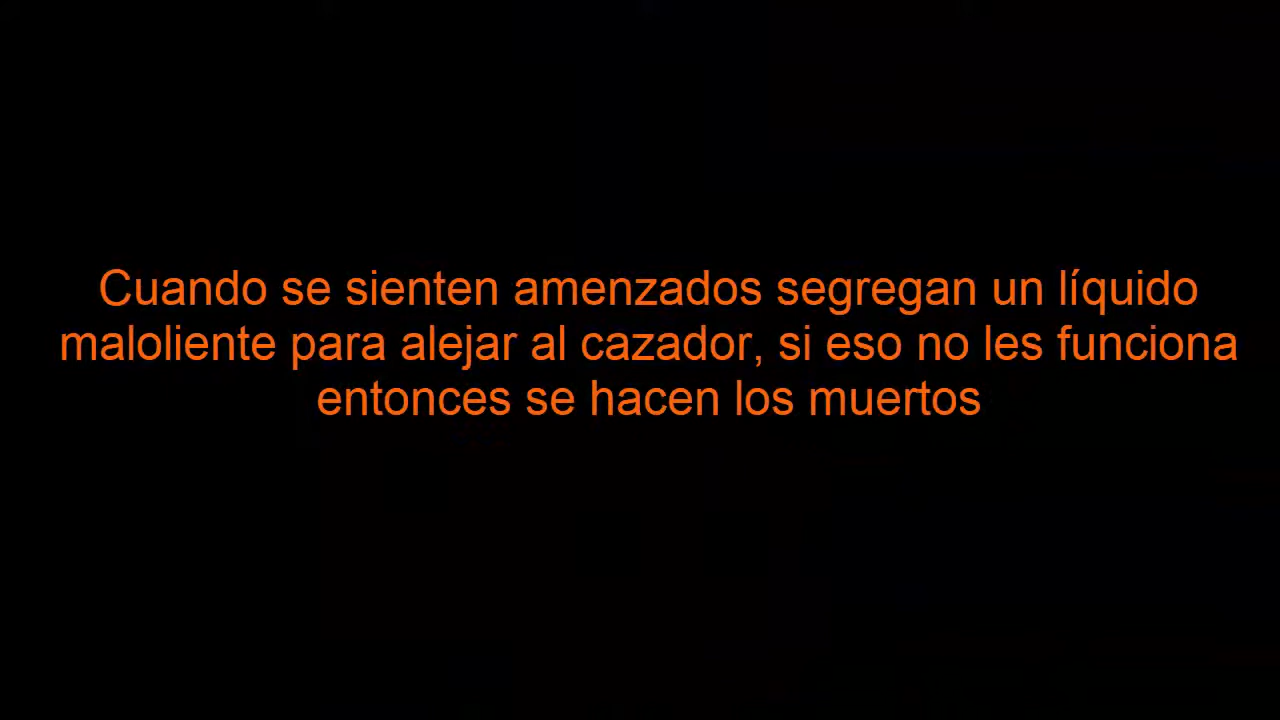 Cuando se sienten amenzados segregan un líquido
maloliente para alejar al cazador, si eso no les funciona
entonces se hacen los muertos